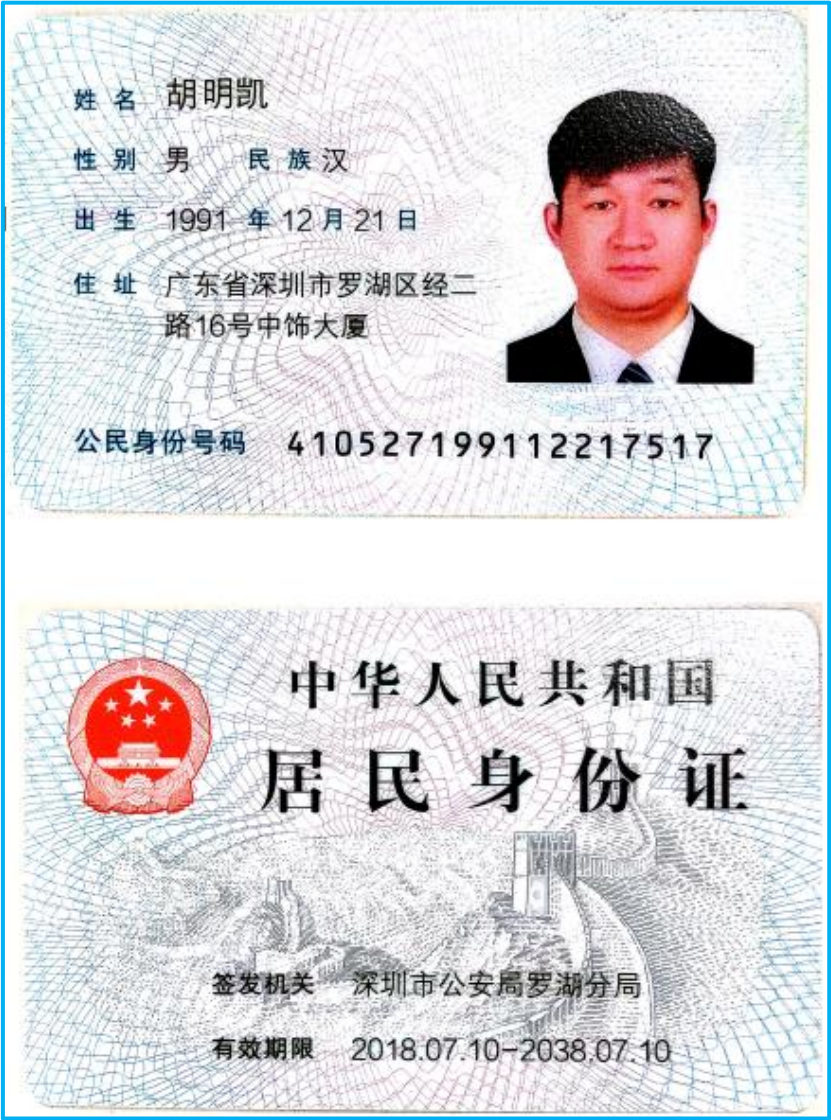 姓名 胡明凯
性别 男 民族 汉
出生 1991 年 12 月 21 日
住址 广东省深圳市罗湖区经二
路16号中饰大厦
公民身份号码 410527199112217517
中华人民共和国
居民身份证
签发机关 深圳市公安局罗湖分局
有效期限 2018.07.10-2038.07.10